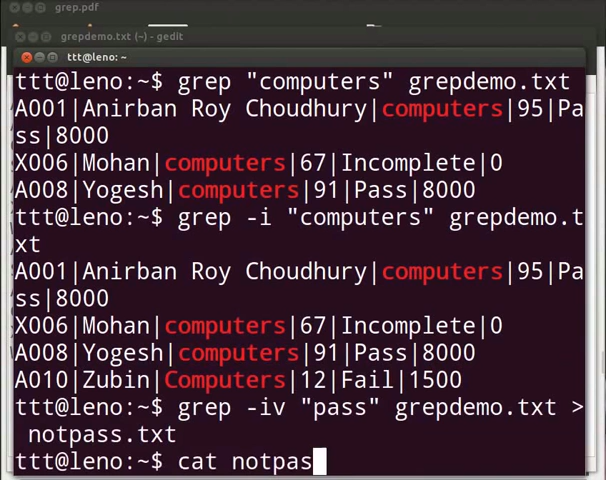 grep.pdf
grepdemo.txt (~) - gedit
ttt@leno: ~
ttt@leno:~$ grep "computers" grepdemo.txt
A001|Anirban Roy Choudhury|computers|95|Pa
ss|8000
X006|Mohan|computers|67|Incomplete|0
A008|Yogesh|computers|91|Pass|8000
ttt@leno:~$ grep -i "computers" grepdemo.t
xt
A001|Anirban Roy Choudhury|computers|95|Pa
ss|8000
X006|Mohan|computers|67|Incomplete|0
A008|Yogesh|computers|91|Pass|8000
A010|Zubin|Computers|12|Fail|1500
ttt@leno:~$ grep -iv "pass" grepdemo.txt >
notpass.txt
ttt@leno:~$ cat notpas